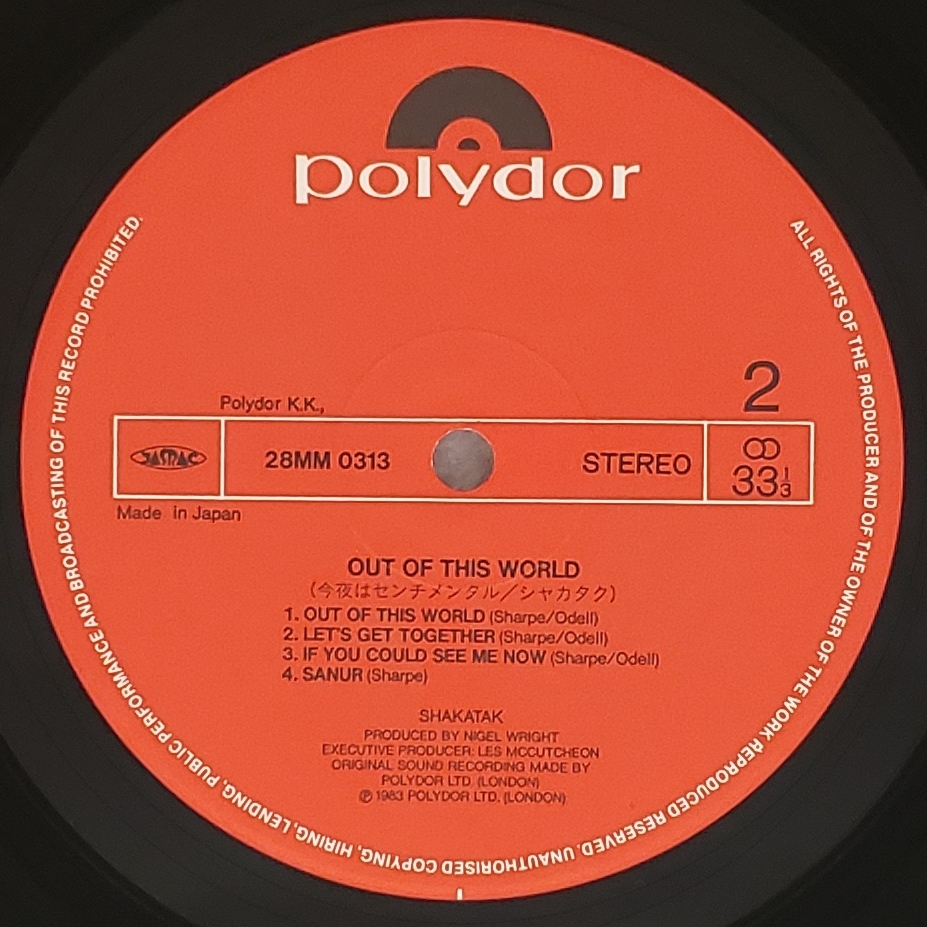 polydor
2
Polydor K.K.,
JASRAC
28MM 0313
STEREO
33 1/3
Made in Japan
OUT OF THIS WORLD
(今夜はセンチメンタル/シャカタク)
1. OUT OF THIS WORLD (Sharpe/Odell)
2. LET'S GET TOGETHER (Sharpe/Odell)
3. IF YOU COULD SEE ME NOW (Sharpe/Odell)
4. SANUR (Sharpe)
SHAKATAK
PRODUCED BY NIGEL WRIGHT
EXECUTIVE PRODUCER: LES MCCUTCHEON
ORIGINAL SOUND RECORDING MADE BY
POLYDOR LTD. (LONDON)
Ⓟ 1983 POLYDOR LTD. (LONDON)
ALL RIGHTS OF THE PRODUCER AND OF THE OWNER OF THE WORK REPRODUCED RESERVED. UNAUTHORISED COPYING, HIRING, LENDING, PUBLIC PERFORMANCE AND BROADCASTING OF THIS RECORD PROHIBITED.